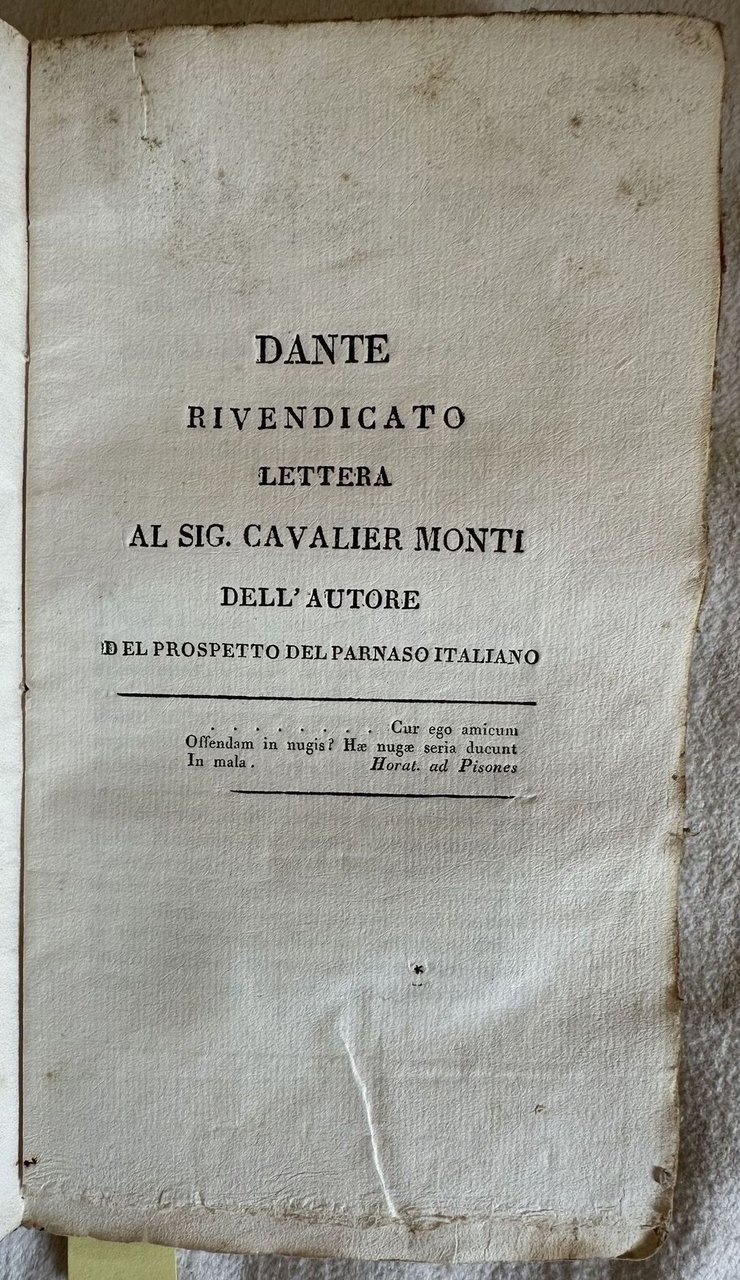 DANTE
RIVENDICATO
LETTERA
AL SIG. CAVALIER MONTI
DELL' AUTORE
DEL PROSPETTO DEL PARNASO ITALIANO
. . . . . . . . Cur ego amicum
Offendam in nugis? Hæ nugæ seria ducunt
In mala. Horat. ad Pisones
*